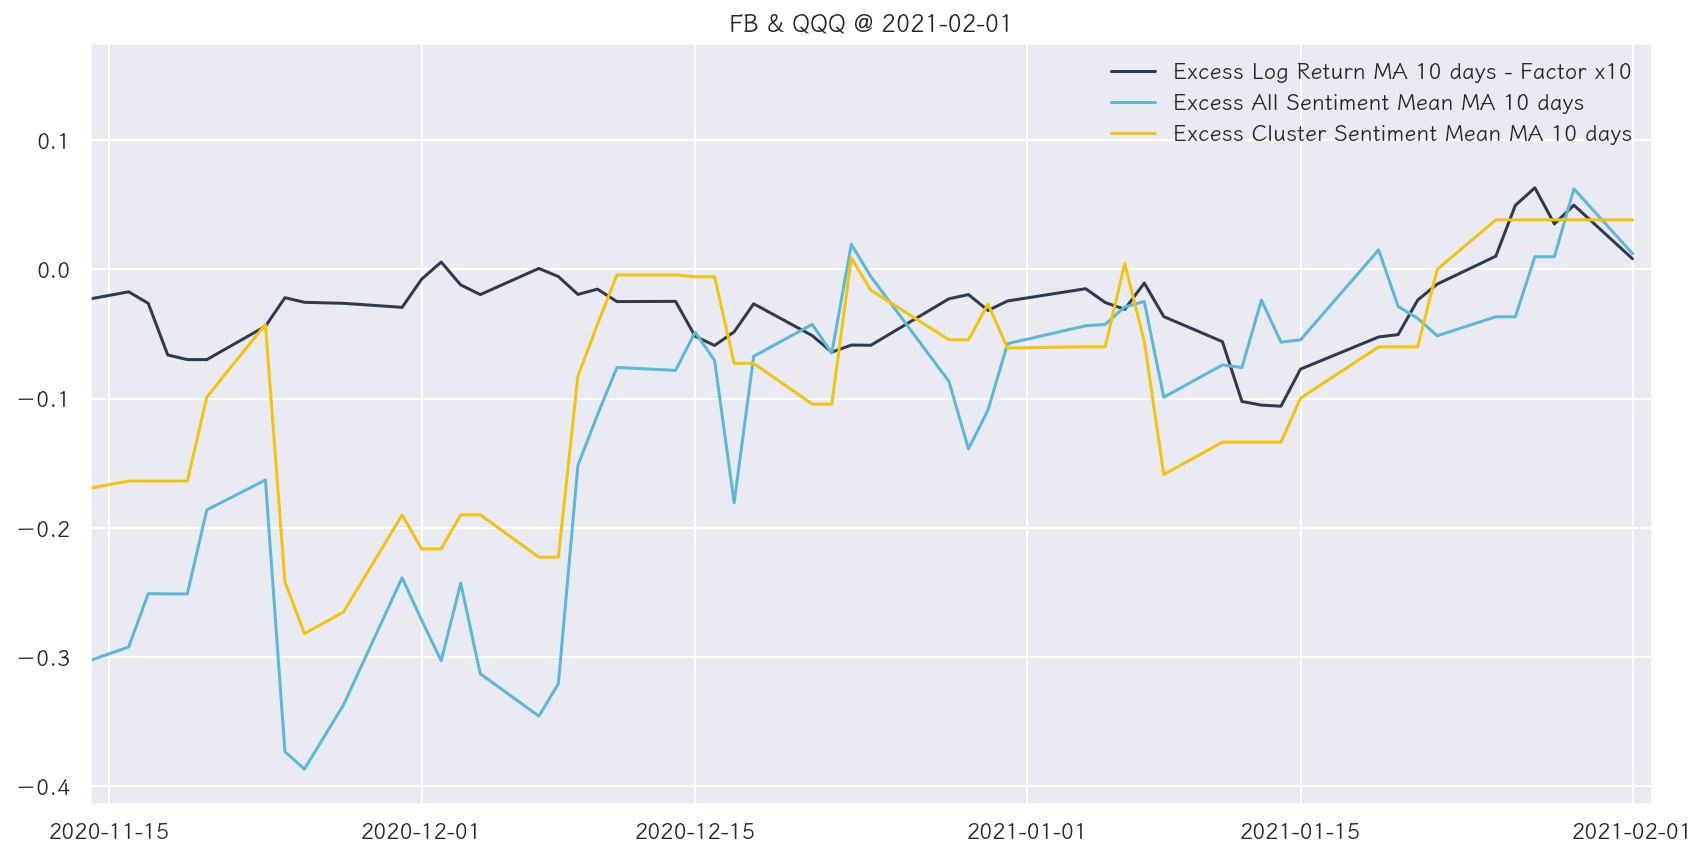 FB & QQQ @ 2021-02-01
Excess Log Return MA 10 days - Factor x10
Excess All Sentiment Mean MA 10 days
Excess Cluster Sentiment Mean MA 10 days
0.1
0.0
−0.1
−0.2
−0.3
−0.4
2020-11-15 2020-12-01 2020-12-15 2021-01-01 2021-01-15 2021-02-01